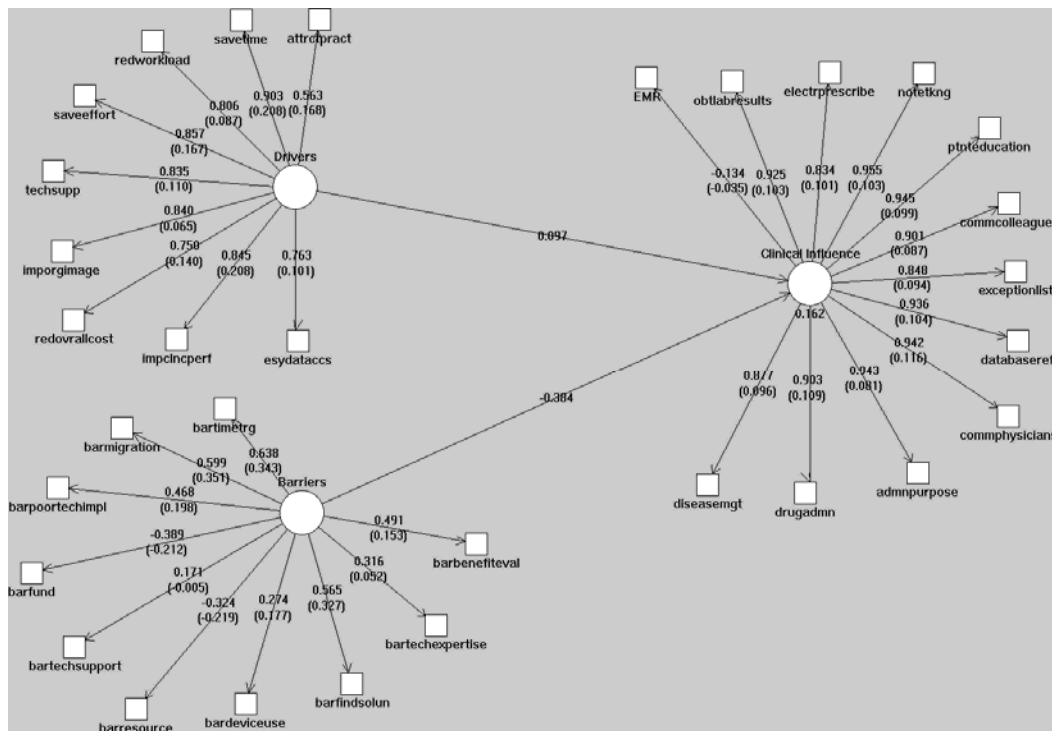 savetime
attrctpract
redworkload
0.806
(0.087)
0.903
(0.208)
0.563
(0.168)
saveeffort
0.857
(0.167)
Drivers
techsupp
0.835
(0.110)
0.840
(0.065)
imporgimage
0.750
(0.140)
0.845
(0.208)
0.763
(0.101)
redovrallcost
impclncperf
esydataccs
0.097
EMR
obtlabresults
electrprescribe
notetkng
ptnteducation
-0.134
(-0.035)
0.925
(0.103)
0.834
(0.101)
0.955
(0.103)
0.945
(0.099)
commcolleague
0.901
(0.087)
Clinical Influence
0.848
(0.094)
exceptionlist
0.162
0.936
(0.104)
databaseref
0.942
(0.116)
commphysicians
0.877
(0.096)
0.903
(0.109)
0.943
(0.081)
diseasemgt
drugadmn
admnpurpose
-0.384
bartimetrg
barmigration
0.638
(0.343)
0.599
(0.351)
Barriers
barpoortechimpl
0.468
(0.198)
-0.389
(-0.212)
barfund
0.171
(-0.005)
-0.324
(-0.219)
0.274
(0.177)
0.565
(0.327)
0.316
(0.052)
0.491
(0.153)
barbenefiteval
bartechexpertise
bartechsupport
barfindsolun
barresource
bardeviceuse